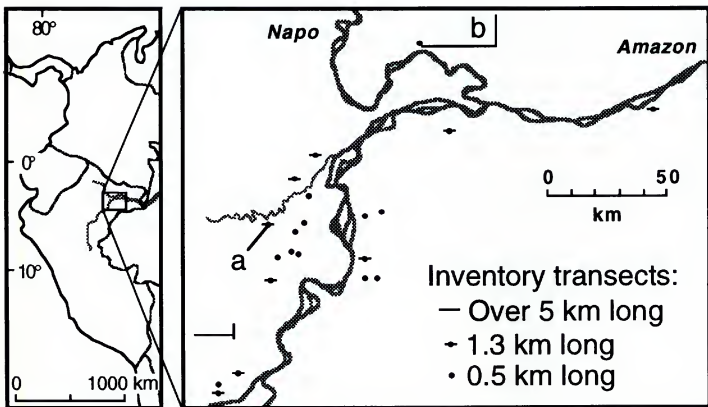 80°
0°
10°
0 1000 km
Napo
b
Amazon
0 50
km
a
Inventory transects:
Over 5 km long
1.3 km long
0.5 km long